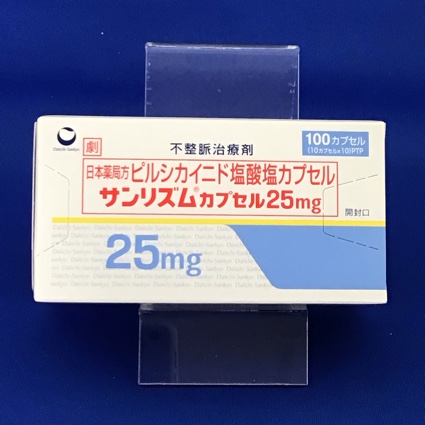 Daiichi-Sankyo
劇
不整脈治療剤
100カプセル
(10カプセル×10)PTP
日本薬局方ピルシカイニド塩酸塩カプセル
サンリズム®カプセル25mg
開封口
25mg